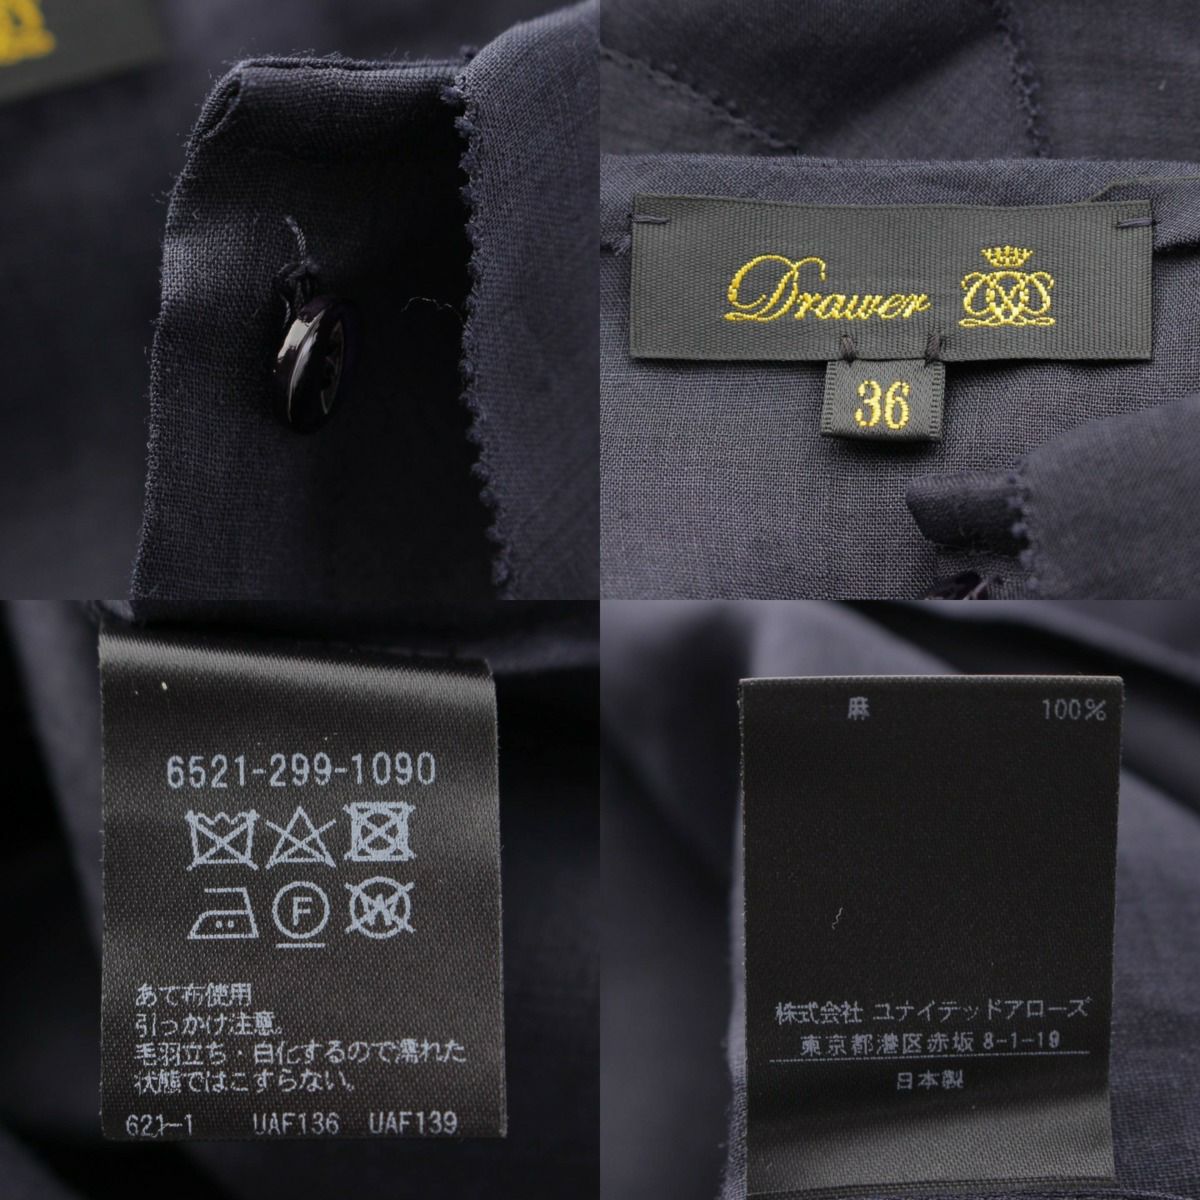 Drawer
36
6521-299-1090
F
W
あて布使用
引っかけ注意。
毛羽立ち・白化するので濡れた
状態ではこすらない。
621-1 UAF136 UAF139
麻 100%
株式会社 ユナイテッドアローズ
東京都港区赤坂 8-1-19
日本製